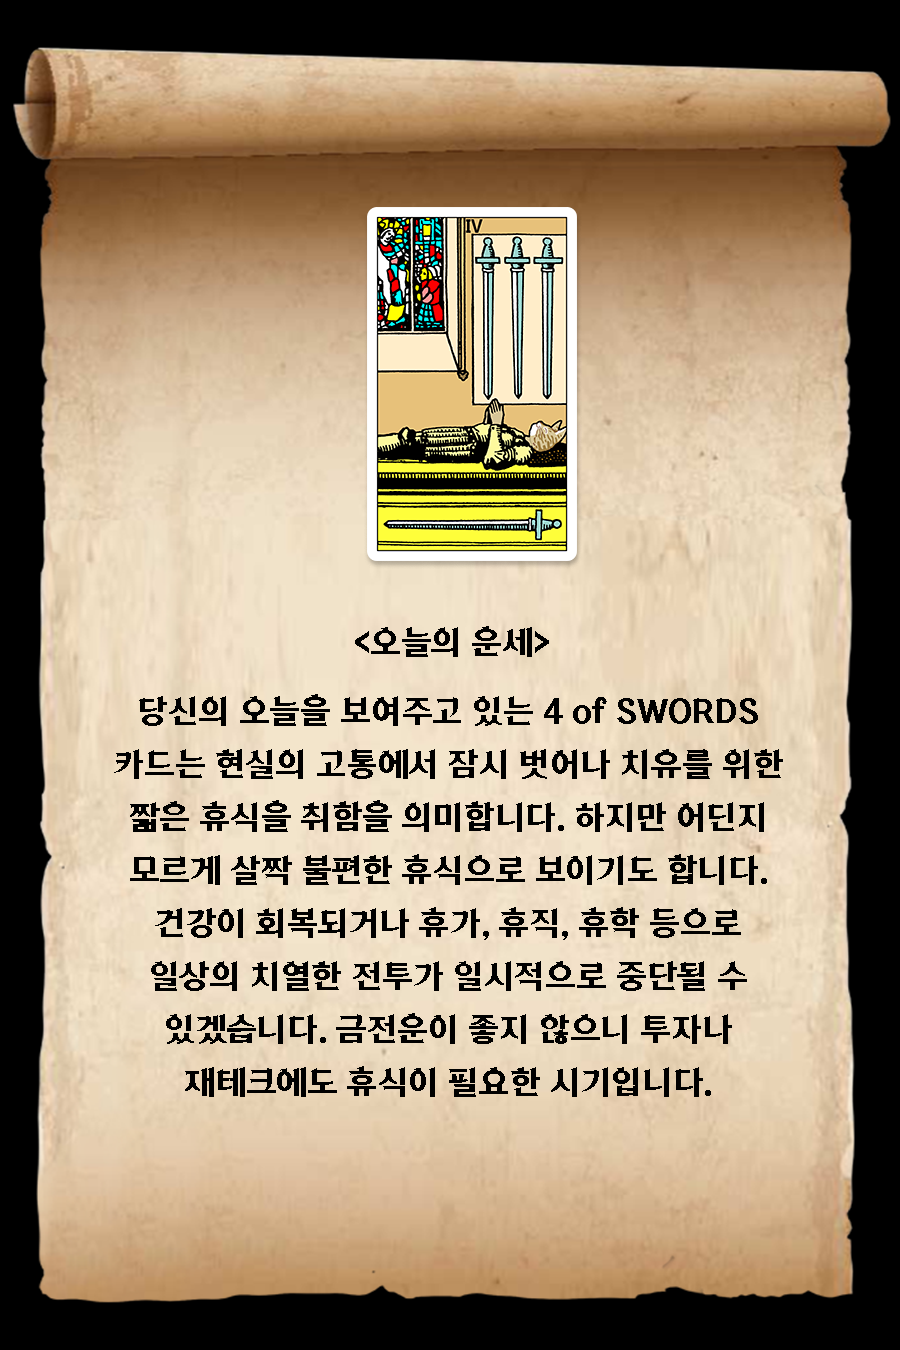 IV
<오늘의 운세>
당신의 오늘을 보여주고 있는 4 of SWORDS
카드는 현실의 고통에서 잠시 벗어나 치유를 위한
짧은 휴식을 취함을 의미합니다. 하지만 어딘지
모르게 살짝 불편한 휴식으로 보이기도 합니다.
건강이 회복되거나 휴가, 휴직, 휴학 등으로
일상의 치열한 전투가 일시적으로 중단될 수
있겠습니다. 금전운이 좋지 않으니 투자나
재테크에도 휴식이 필요한 시기입니다.